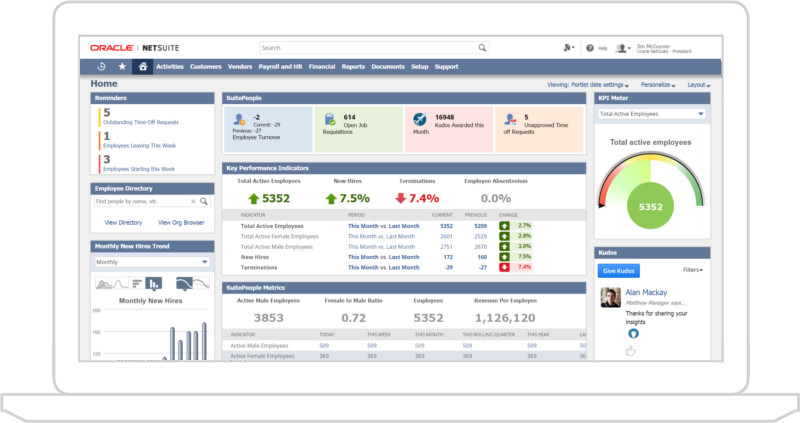 ORACLE | NETSUITE
Search
Help
Jim McGeever
Oracle NetSuite - President
Activities Customers Vendors Payroll and HR Financial Reports Documents Setup Support
Home
Viewing: Portlet date settings Personalize Layout
Reminders
5
Outstanding Time-Off Requests
1
Employees Leaving This Week
3
Employees Starting This Week
Employee Directory
Find people by name, etc.
View Directory View Org Browser
Monthly New Hires Trend
Monthly
Monthly New Hires
200
160
120
SuitePeople
-2 Current: -29
Previous: -27
Employee Turnover
614
Open Job
Requisitions
16948
Kudos Awarded this
Month
5
Unapproved Time
off Requests
Key Performance Indicators
Total Active Employees New Hires Terminations Employee Absenteeism
5352 7.5% 7.4% 0.0%
INDICATOR PERIOD CURRENT PREVIOUS CHANGE
Total Active Employees This Month vs. Last Month 5352 5209 2.7%
Total Active Female Employees This Month vs. Last Month 2601 2529 2.8%
Total Active Male Employees This Month vs. Last Month 2751 2670 3.0%
New Hires This Month vs. Last Month 172 160 7.5%
Terminations This Month vs. Last Month -29 -27 7.4%
SuitePeople Metrics
Active Male Employees Female to Male Ratio Employees Revenue Per Employee
3853 0.72 5352 1,126,120
INDICATOR TODAY THIS WEEK THIS MONTH THIS ROLLING QUARTER THIS YEAR LA
Active Male Employees 509 509 509 509 509 50
Active Female Employees 369 369 369 369 369 36
KPI Meter
Total Active Employees
Total active employees
5352
Kudos
Give Kudos Filters
Alan Mackay
Matthew Manager says...
Thanks for sharing your
insights